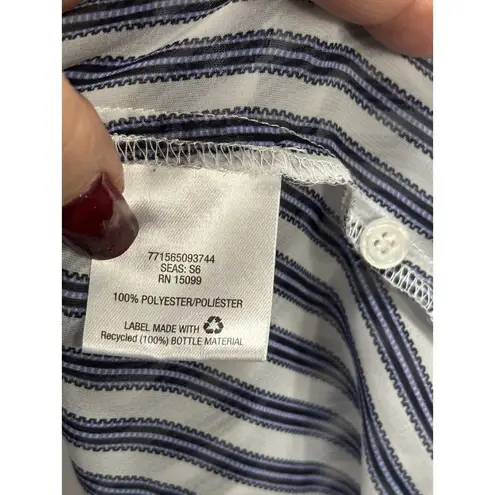 771565093744
SEAS: S6
RN 15099
100% POLYESTER/POLIÉSTER
LABEL MADE WITH
Recycled (100%) BOTTLE MATERIAL